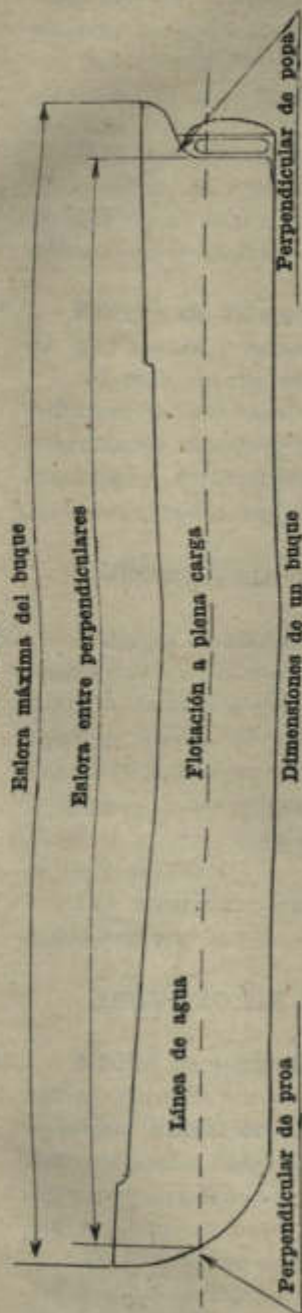 Eslora máxima del buque
Eslora entre perpendiculares
Línea de agua
Flotación a plena carga
Perpendicular de proa
Dimensiones de un buque
Perpendicular de popa